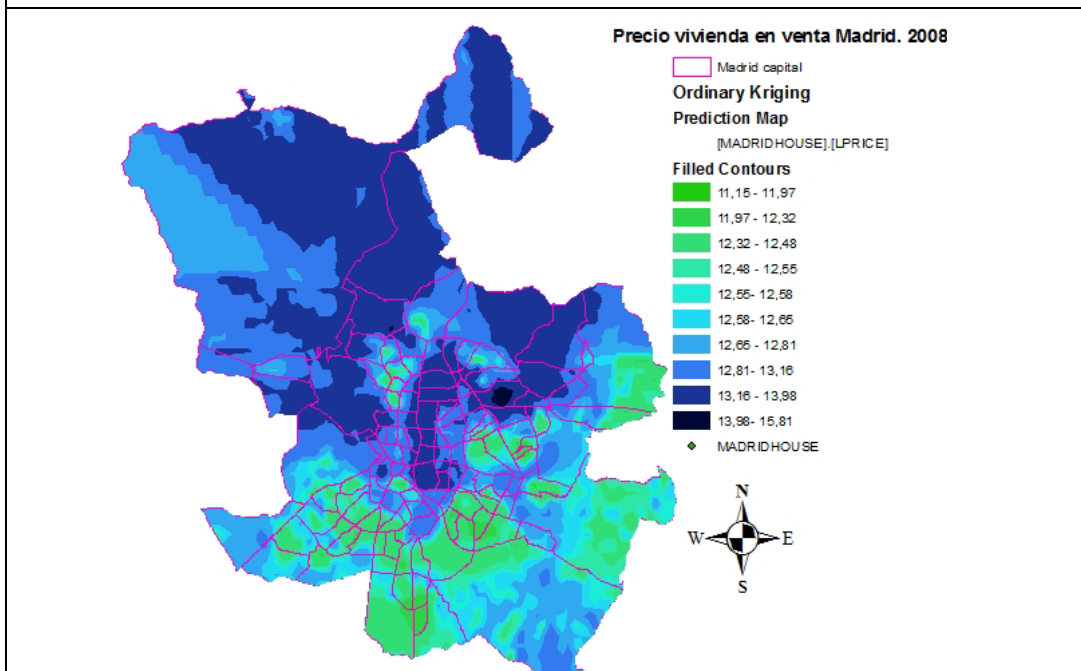 Precio vivienda en venta Madrid. 2008
Madrid capital
Ordinary Kriging
Prediction Map
[MADRIDHOUSE].[LPRICE]
Filled Contours
11,15 - 11,97
11,97 - 12,32
12,32 - 12,48
12,48 - 12,55
12,55- 12,58
12,58- 12,65
12,65 - 12,81
12,81- 13,16
13,16 - 13,98
13,98- 15,81
MADRIDHOUSE
N
W E
S